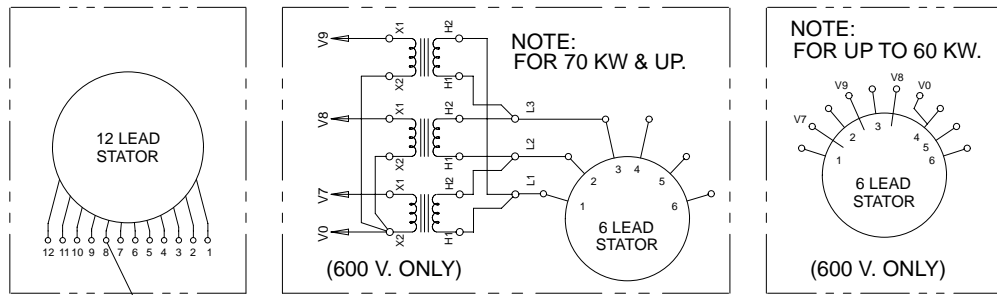 12 LEAD
STATOR
12 11 10 9 8 7 6 5 4 3 2 1
NOTE:
FOR 70 KW & UP.
V9
X1
H2
X2
H1
V8
X1
H2
X2
H1
V7
X1
H2
V0
X2
H1
L3
L2
L1
1
2
3
4
5
6
6 LEAD
STATOR
(600 V. ONLY)
NOTE:
FOR UP TO 60 KW.
V7
V9
V8
V0
1
2
3
4
5
6
6 LEAD
STATOR
(600 V. ONLY)